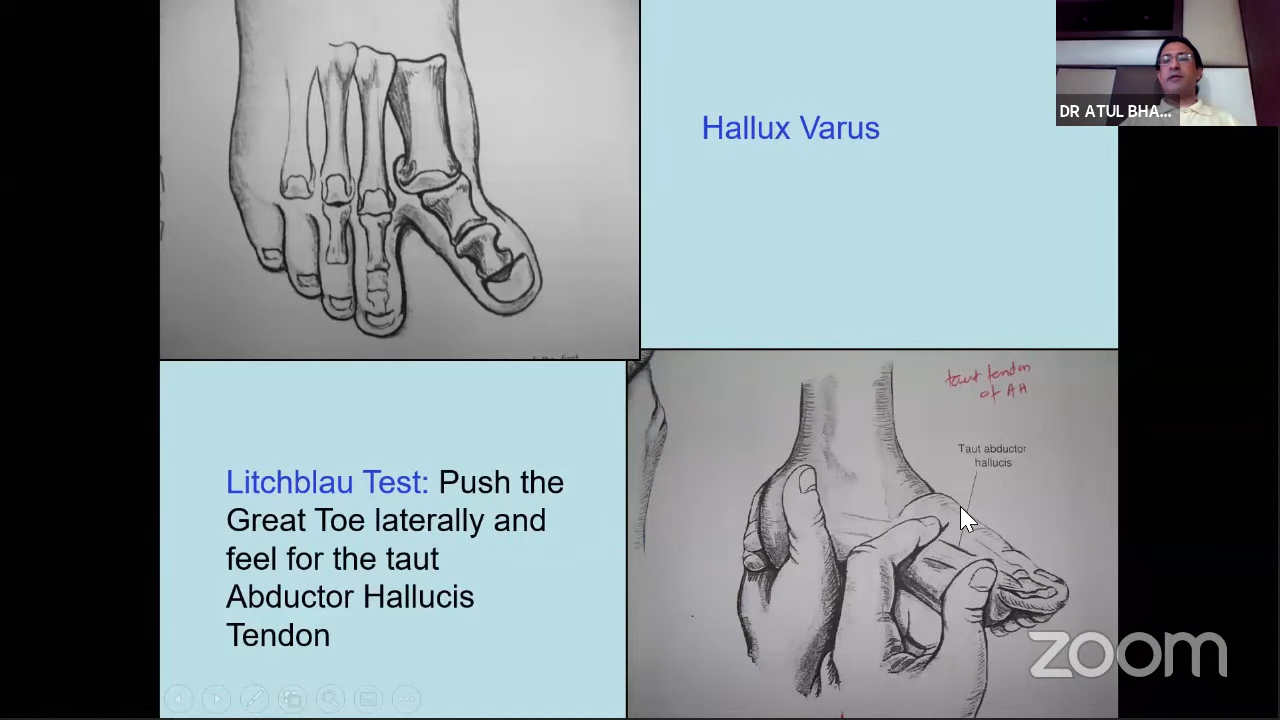 Hallux Varus
DR ATUL BHA...
Litchblau Test: Push the
Great Toe laterally and
feel for the taut
Abductor Hallucis
Tendon
taut tendon
of AH
Taut abductor
hallucis
zoom